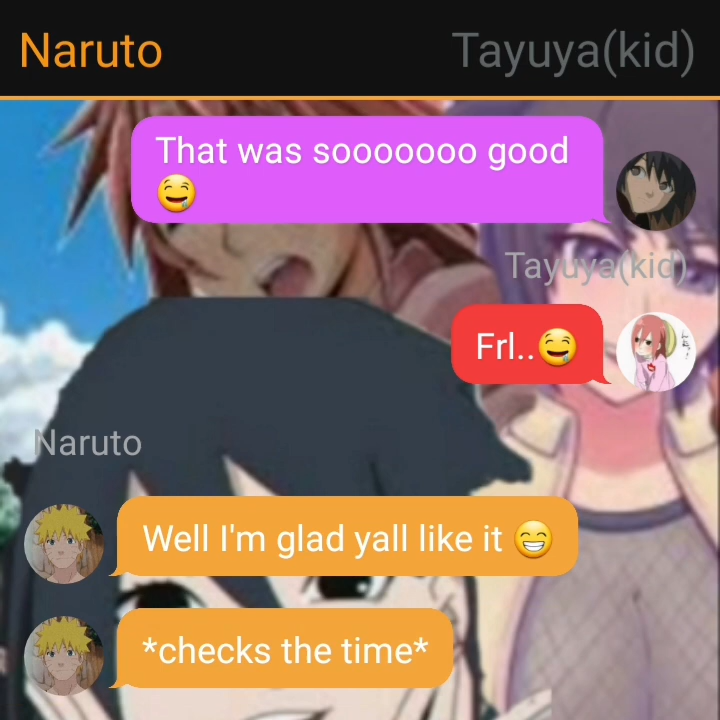 Naruto Tayuya(kid)
That was sooooooo good
🤤
Tayuya(kid)
Frl..🤤
Naruto
Well I'm glad yall like it 😁
*checks the time*